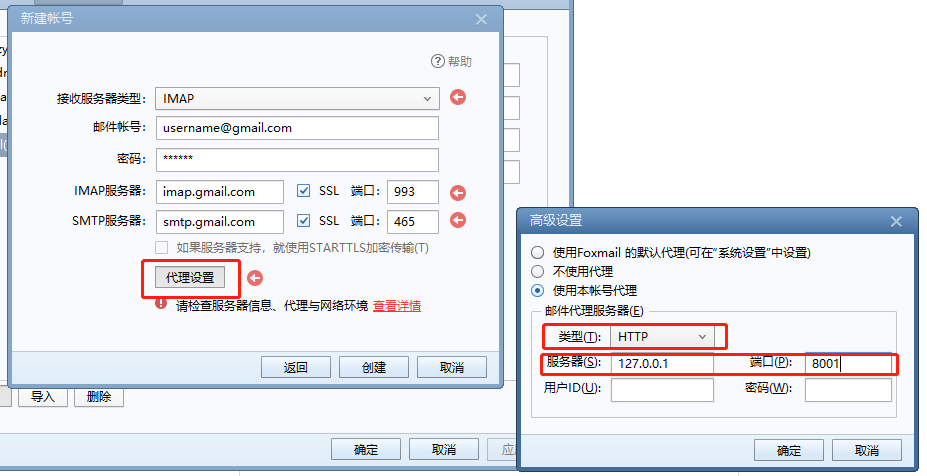 新建帐号
帮助
接收服务器类型: IMAP
邮件帐号: username@gmail.com
密码: ******
IMAP服务器: imap.gmail.com SSL 端口: 993
SMTP服务器: smtp.gmail.com SSL 端口: 465
如果服务器支持，就使用STARTTLS加密传输(T)
代理设置
请检查服务器信息、代理与网络环境 查看详情
返回 创建 取消
导入 删除
确定 取消
高级设置
使用Foxmail 的默认代理(可在“系统设置”中设置)
不使用代理
使用本帐号代理
邮件代理服务器(E)
类型(T): HTTP
服务器(S): 127.0.0.1 端口(P): 8001
用户ID(U): 密码(W):
确定 取消